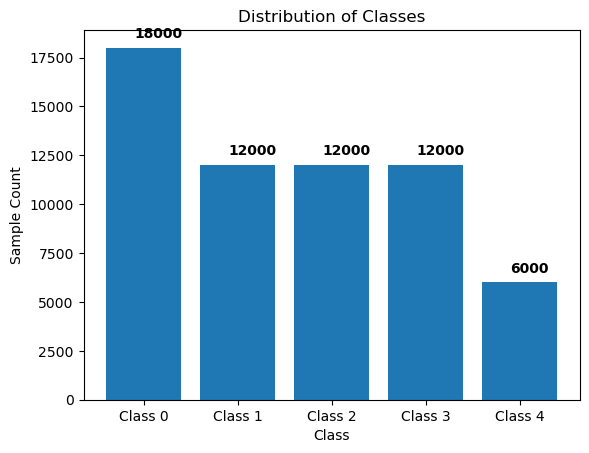 Distribution of Classes
18000
12000
12000
12000
6000
Sample Count
17500
15000
12500
10000
7500
5000
2500
0
Class 0
Class 1
Class 2
Class 3
Class 4
Class